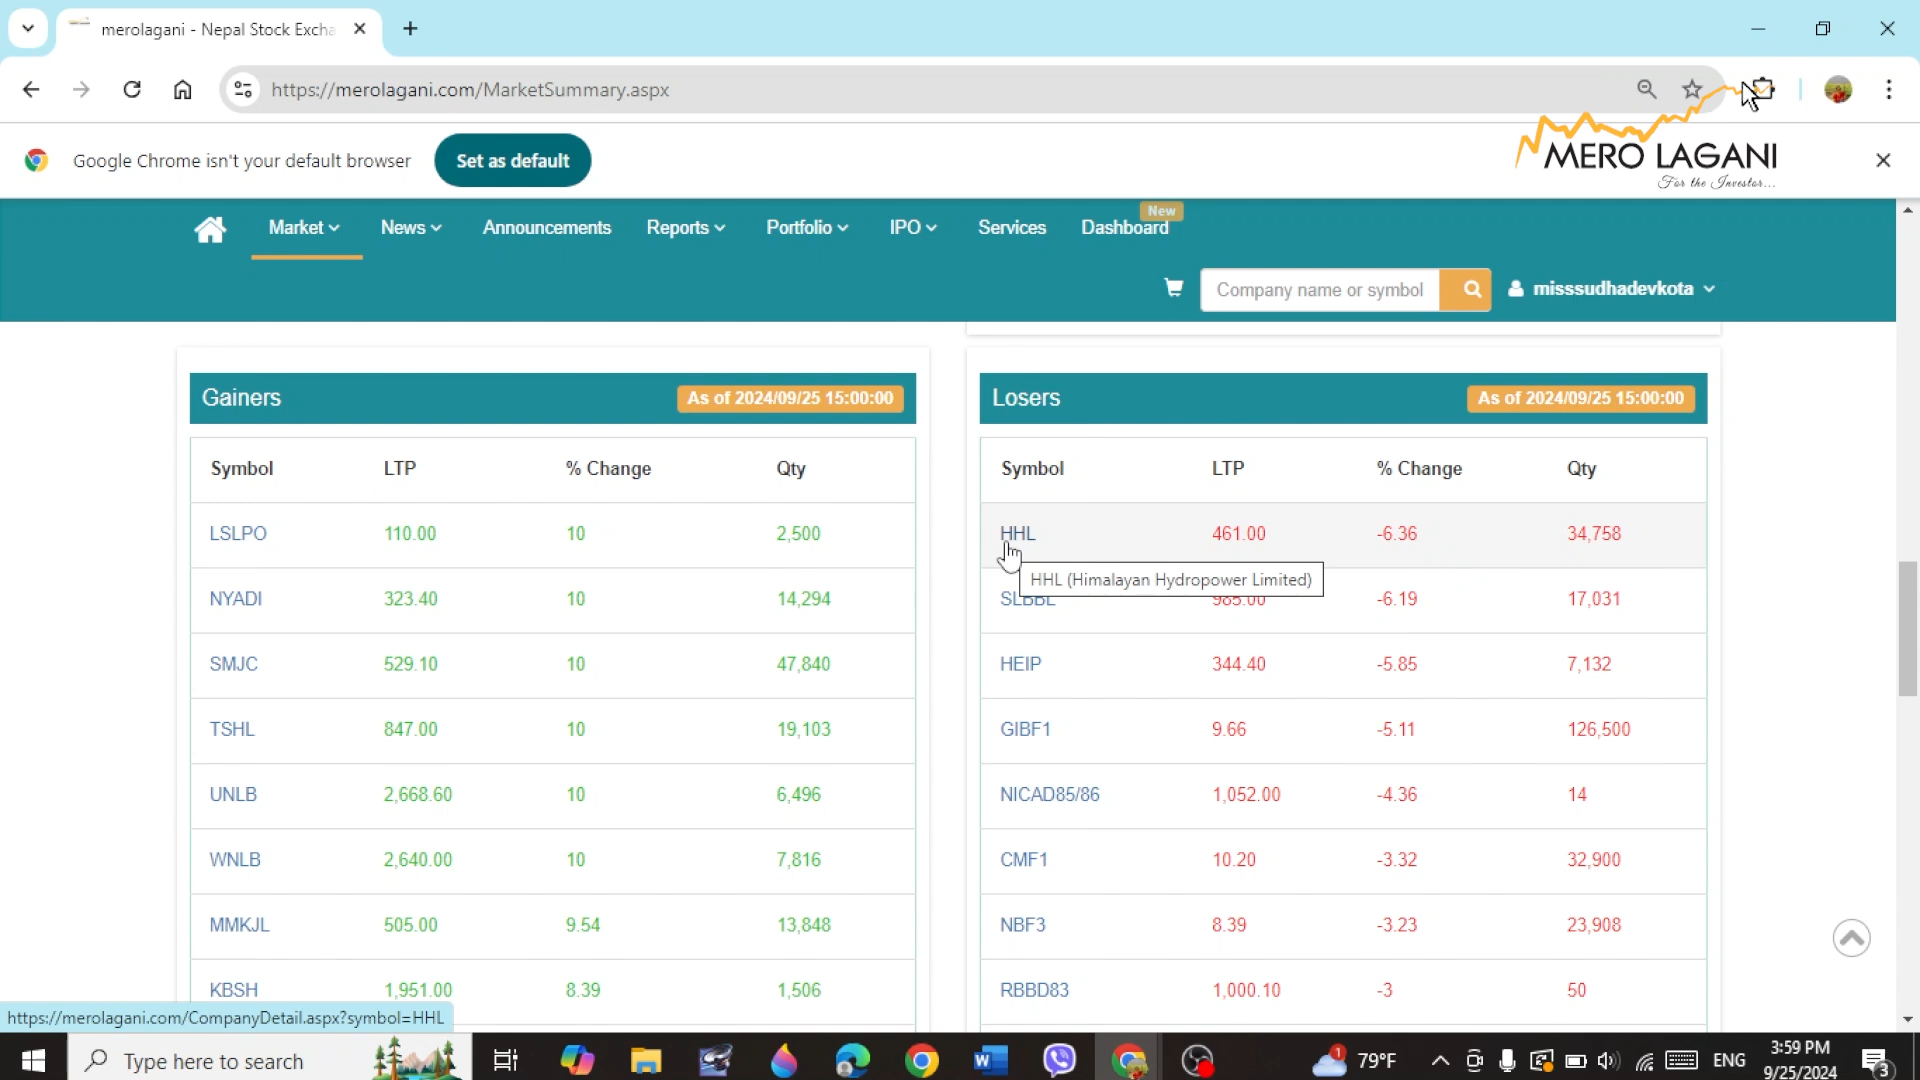 merolagani - Nepal Stock Excha
https://merolagani.com/MarketSummary.aspx
Google Chrome isn't your default browser
Set as default
MERO LAGANI
For the Investor...
Market
News
Announcements
Reports
Portfolio
IPO
Services
Dashboard
New
Company name or symbol
misssudhadevkota
Gainers
As of 2024/09/25 15:00:00
Symbol LTP % Change Qty
LSLPO 110.00 10 2,500
NYADI 323.40 10 14,294
SMJC 529.10 10 47,840
TSHL 847.00 10 19,103
UNLB 2,668.60 10 6,496
WNLB 2,640.00 10 7,816
MMKJL 505.00 9.54 13,848
KBSH 1,951.00 8.39 1,506
Losers
As of 2024/09/25 15:00:00
Symbol LTP % Change Qty
HHL 461.00 -6.36 34,758
HHL (Himalayan Hydropower Limited)
SLBBL 985.00 -6.19 17,031
HEIP 344.40 -5.85 7,132
GIBF1 9.66 -5.11 126,500
NICAD85/86 1,052.00 -4.36 14
CMF1 10.20 -3.32 32,900
NBF3 8.39 -3.23 23,908
RBBD83 1,000.10 -3 50
https://merolagani.com/CompanyDetail.aspx?symbol=HHL
Type here to search
1
79°F
ENG
3:59 PM
9/25/2024
3